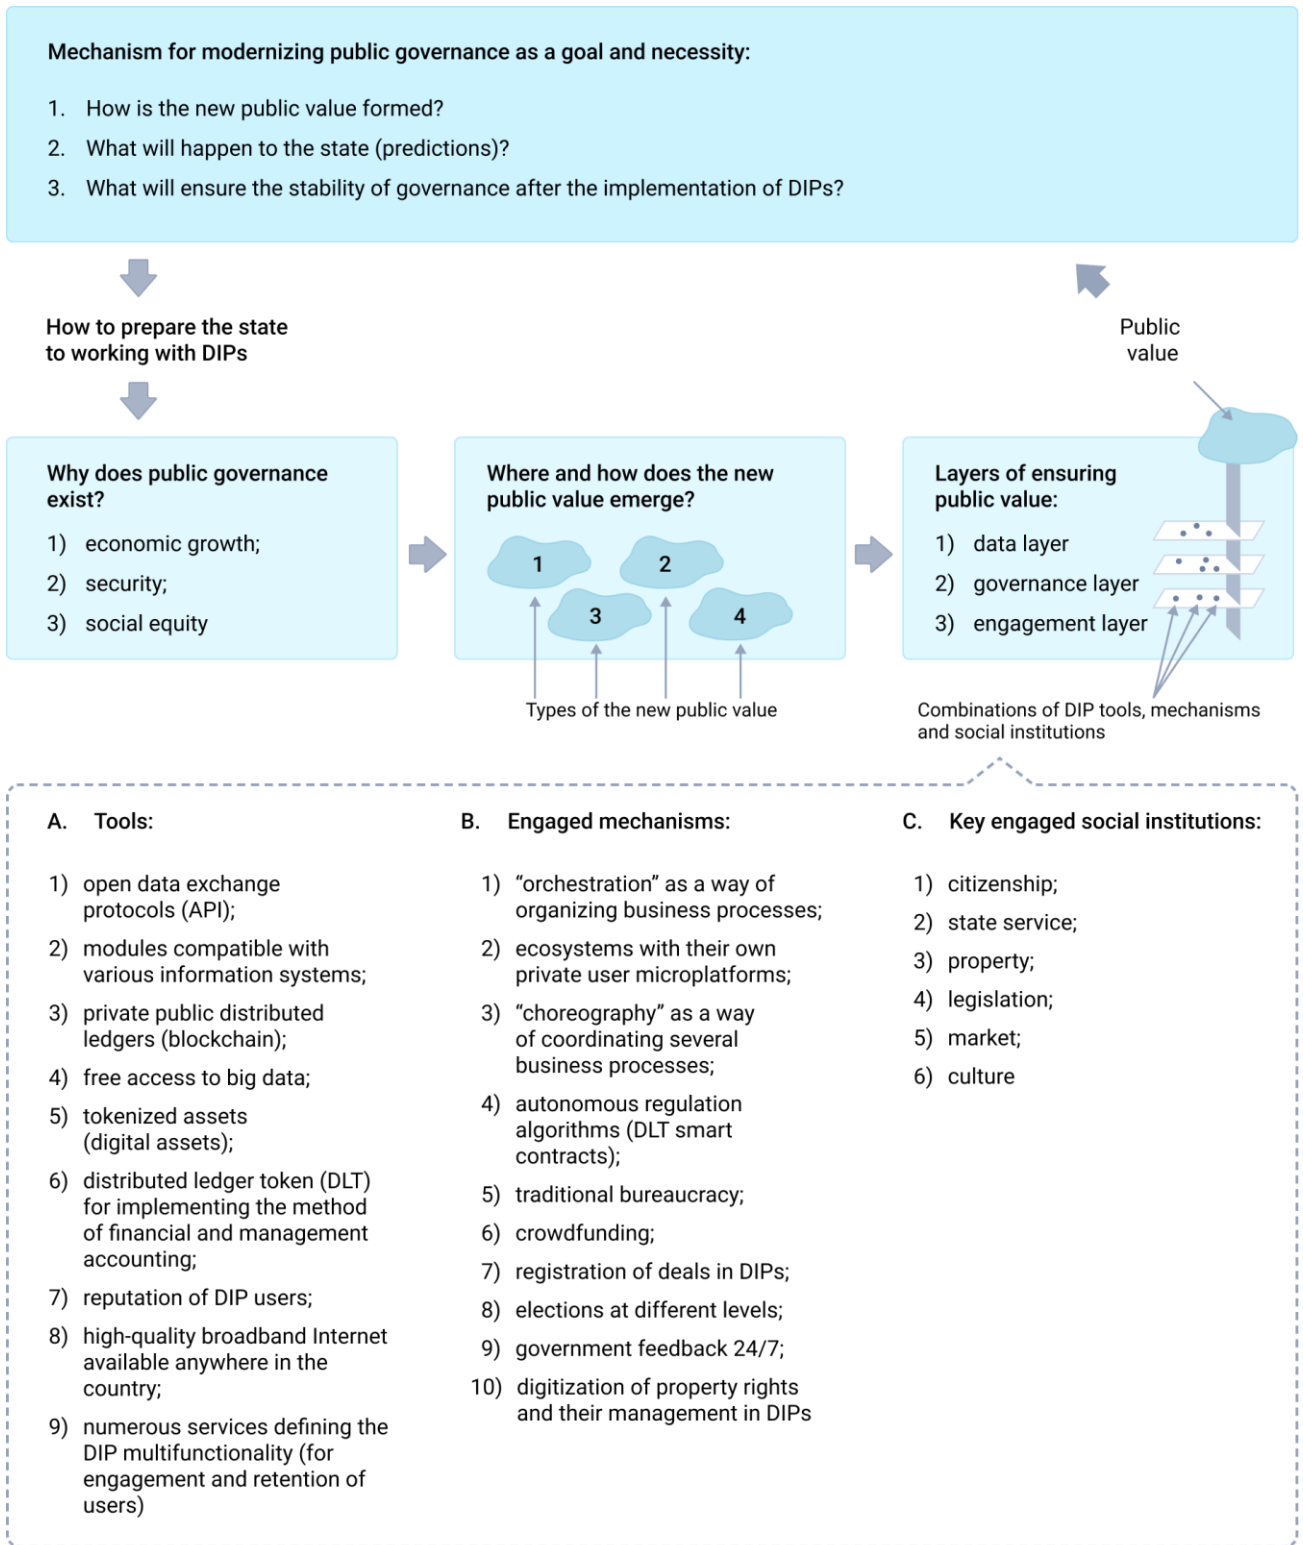 Mechanism for modernizing public governance as a goal and necessity:
1. How is the new public value formed?
2. What will happen to the state (predictions)?
3. What will ensure the stability of governance after the implementation of DIPs?
How to prepare the state
to working with DIPs
Public
value
Why does public governance
exist?
1) economic growth;
2) security;
3) social equity
Where and how does the new
public value emerge?
1
2
3
4
Types of the new public value
Layers of ensuring
public value:
1) data layer
2) governance layer
3) engagement layer
Combinations of DIP tools, mechanisms
and social institutions
A. Tools:
1) open data exchange
protocols (API);
2) modules compatible with
various information systems;
3) private public distributed
ledgers (blockchain);
4) free access to big data;
5) tokenized assets
(digital assets);
6) distributed ledger token (DLT)
for implementing the method
of financial and management
accounting;
7) reputation of DIP users;
8) high-quality broadband Internet
available anywhere in the
country;
9) numerous services defining the
DIP multifunctionality (for
engagement and retention of
users)
B. Engaged mechanisms:
1) “orchestration” as a way of
organizing business processes;
2) ecosystems with their own
private user microplatforms;
3) “choreography” as a way
of coordinating several
business processes;
4) autonomous regulation
algorithms (DLT smart
contracts);
5) traditional bureaucracy;
6) crowdfunding;
7) registration of deals in DIPs;
8) elections at different levels;
9) government feedback 24/7;
10) digitization of property rights
and their management in DIPs
C. Key engaged social institutions:
1) citizenship;
2) state service;
3) property;
4) legislation;
5) market;
6) culture